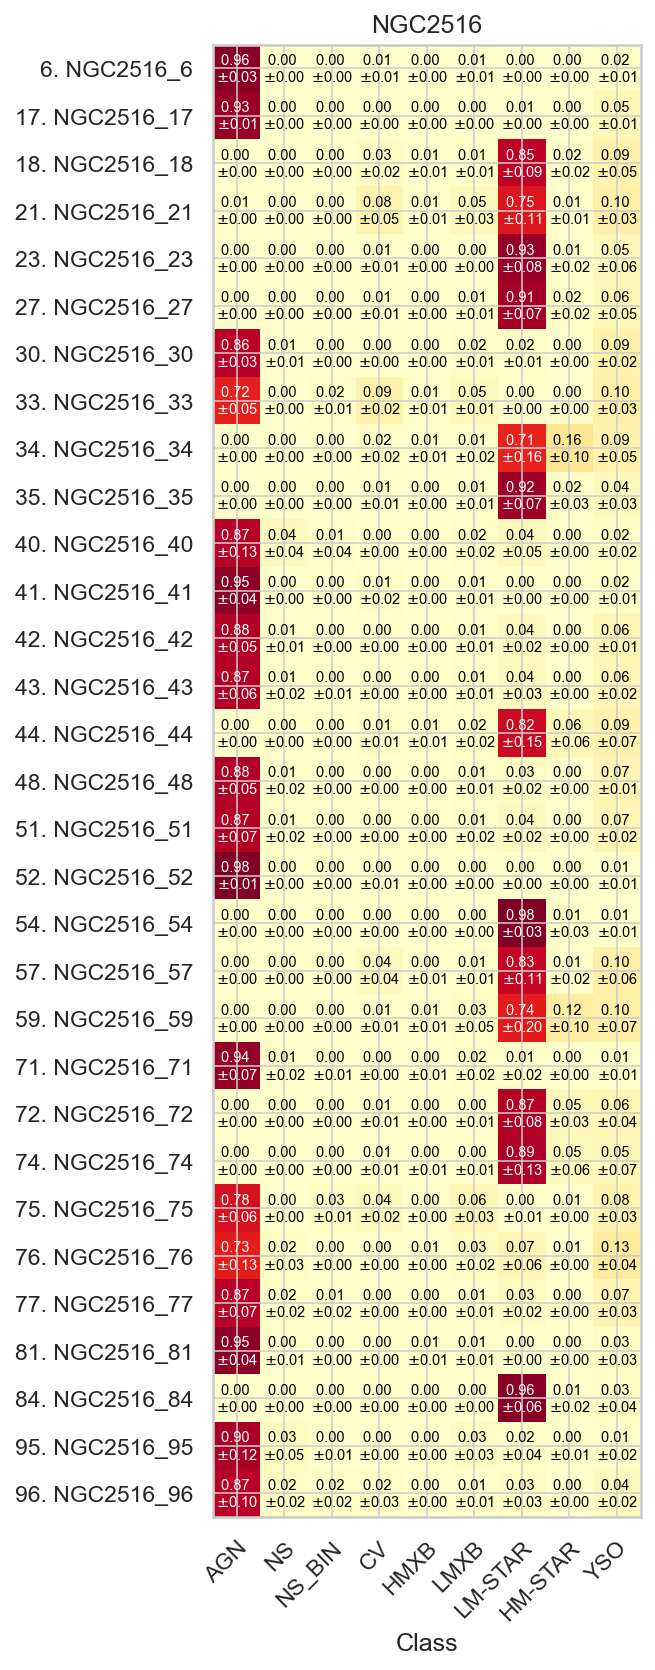 NGC2516
6. NGC2516_6 0.96 0.00 0.00 0.01 0.00 0.01 0.00 0.00 0.02
±0.03 ±0.00 ±0.00 ±0.01 ±0.00 ±0.01 ±0.00 ±0.00 ±0.01
17. NGC2516_17 0.93 0.00 0.00 0.00 0.00 0.00 0.01 0.00 0.05
±0.01 ±0.00 ±0.00 ±0.00 ±0.00 ±0.00 ±0.00 ±0.00 ±0.01
18. NGC2516_18 0.00 0.00 0.00 0.03 0.01 0.01 0.85 0.02 0.09
±0.00 ±0.00 ±0.00 ±0.02 ±0.01 ±0.01 ±0.09 ±0.02 ±0.05
21. NGC2516_21 0.01 0.00 0.00 0.08 0.01 0.05 0.75 0.01 0.10
±0.00 ±0.00 ±0.00 ±0.05 ±0.01 ±0.03 ±0.11 ±0.01 ±0.03
23. NGC2516_23 0.00 0.00 0.00 0.01 0.00 0.00 0.93 0.01 0.05
±0.00 ±0.00 ±0.00 ±0.01 ±0.00 ±0.00 ±0.08 ±0.02 ±0.06
27. NGC2516_27 0.00 0.00 0.00 0.01 0.00 0.01 0.91 0.02 0.06
±0.00 ±0.00 ±0.00 ±0.01 ±0.00 ±0.01 ±0.07 ±0.02 ±0.05
30. NGC2516_30 0.86 0.01 0.00 0.00 0.00 0.02 0.02 0.00 0.09
±0.03 ±0.01 ±0.00 ±0.00 ±0.00 ±0.01 ±0.01 ±0.00 ±0.02
33. NGC2516_33 0.72 0.00 0.02 0.09 0.01 0.05 0.00 0.00 0.10
±0.05 ±0.00 ±0.01 ±0.02 ±0.01 ±0.01 ±0.00 ±0.00 ±0.03
34. NGC2516_34 0.00 0.00 0.00 0.02 0.01 0.01 0.71 0.16 0.09
±0.00 ±0.00 ±0.00 ±0.02 ±0.01 ±0.02 ±0.16 ±0.10 ±0.05
35. NGC2516_35 0.00 0.00 0.00 0.01 0.00 0.01 0.92 0.02 0.04
±0.00 ±0.00 ±0.00 ±0.01 ±0.01 ±0.01 ±0.07 ±0.03 ±0.03
40. NGC2516_40 0.87 0.04 0.01 0.00 0.00 0.02 0.04 0.00 0.02
±0.13 ±0.04 ±0.04 ±0.00 ±0.00 ±0.02 ±0.05 ±0.00 ±0.02
41. NGC2516_41 0.95 0.00 0.00 0.01 0.00 0.01 0.00 0.00 0.02
±0.04 ±0.00 ±0.00 ±0.02 ±0.00 ±0.01 ±0.00 ±0.00 ±0.01
42. NGC2516_42 0.88 0.01 0.00 0.00 0.00 0.01 0.04 0.00 0.06
±0.05 ±0.01 ±0.00 ±0.00 ±0.00 ±0.01 ±0.02 ±0.00 ±0.01
43. NGC2516_43 0.87 0.02 0.00 0.00 0.00 0.01 0.04 0.00 0.06
±0.06 ±0.02 ±0.01 ±0.00 ±0.00 ±0.01 ±0.03 ±0.00 ±0.02
44. NGC2516_44 0.00 0.00 0.00 0.01 0.01 0.02 0.82 0.06 0.09
±0.00 ±0.00 ±0.00 ±0.01 ±0.01 ±0.02 ±0.15 ±0.06 ±0.07
48. NGC2516_48 0.88 0.01 0.00 0.00 0.00 0.01 0.03 0.00 0.07
±0.05 ±0.02 ±0.00 ±0.00 ±0.00 ±0.01 ±0.02 ±0.00 ±0.01
51. NGC2516_51 0.87 0.01 0.00 0.00 0.00 0.01 0.04 0.00 0.07
±0.07 ±0.02 ±0.00 ±0.00 ±0.00 ±0.02 ±0.02 ±0.00 ±0.02
52. NGC2516_52 0.98 0.00 0.00 0.00 0.00 0.00 0.00 0.00 0.01
±0.01 ±0.00 ±0.00 ±0.01 ±0.00 ±0.00 ±0.00 ±0.00 ±0.01
54. NGC2516_54 0.00 0.00 0.00 0.00 0.00 0.00 0.98 0.01 0.01
±0.00 ±0.00 ±0.00 ±0.00 ±0.00 ±0.00 ±0.03 ±0.03 ±0.01
57. NGC2516_57 0.00 0.00 0.00 0.04 0.00 0.01 0.83 0.01 0.10
±0.00 ±0.00 ±0.00 ±0.04 ±0.01 ±0.01 ±0.11 ±0.02 ±0.06
59. NGC2516_59 0.00 0.00 0.00 0.01 0.01 0.03 0.74 0.12 0.10
±0.00 ±0.00 ±0.00 ±0.01 ±0.01 ±0.05 ±0.20 ±0.10 ±0.07
71. NGC2516_71 0.94 0.01 0.00 0.00 0.00 0.02 0.01 0.00 0.01
±0.07 ±0.02 ±0.01 ±0.00 ±0.01 ±0.02 ±0.02 ±0.00 ±0.01
72. NGC2516_72 0.00 0.00 0.00 0.01 0.00 0.00 0.87 0.05 0.06
±0.00 ±0.00 ±0.00 ±0.01 ±0.00 ±0.01 ±0.08 ±0.03 ±0.04
74. NGC2516_74 0.00 0.00 0.00 0.01 0.00 0.01 0.89 0.05 0.05
±0.00 ±0.00 ±0.00 ±0.01 ±0.01 ±0.01 ±0.13 ±0.06 ±0.07
75. NGC2516_75 0.78 0.00 0.03 0.04 0.00 0.06 0.00 0.01 0.08
±0.06 ±0.00 ±0.01 ±0.02 ±0.00 ±0.03 ±0.01 ±0.00 ±0.03
76. NGC2516_76 0.73 0.02 0.00 0.00 0.01 0.03 0.07 0.01 0.13
±0.13 ±0.03 ±0.00 ±0.00 ±0.00 ±0.02 ±0.06 ±0.00 ±0.04
77. NGC2516_77 0.87 0.02 0.01 0.00 0.00 0.01 0.03 0.00 0.07
±0.07 ±0.02 ±0.02 ±0.00 ±0.00 ±0.01 ±0.02 ±0.00 ±0.03
81. NGC2516_81 0.95 0.00 0.00 0.00 0.01 0.01 0.00 0.00 0.03
±0.04 ±0.01 ±0.00 ±0.01 ±0.01 ±0.01 ±0.00 ±0.00 ±0.03
84. NGC2516_84 0.00 0.00 0.00 0.00 0.00 0.00 0.96 0.01 0.03
±0.00 ±0.00 ±0.00 ±0.00 ±0.00 ±0.00 ±0.06 ±0.02 ±0.04
95. NGC2516_95 0.90 0.03 0.00 0.00 0.00 0.03 0.02 0.00 0.01
±0.12 ±0.05 ±0.01 ±0.00 ±0.00 ±0.03 ±0.04 ±0.01 ±0.02
96. NGC2516_96 0.87 0.02 0.02 0.02 0.00 0.01 0.03 0.00 0.04
±0.10 ±0.02 ±0.02 ±0.03 ±0.00 ±0.01 ±0.03 ±0.00 ±0.02
AGN NS NS_BIN CV HMXB LMXB LM-STAR HM-STAR YSO
Class